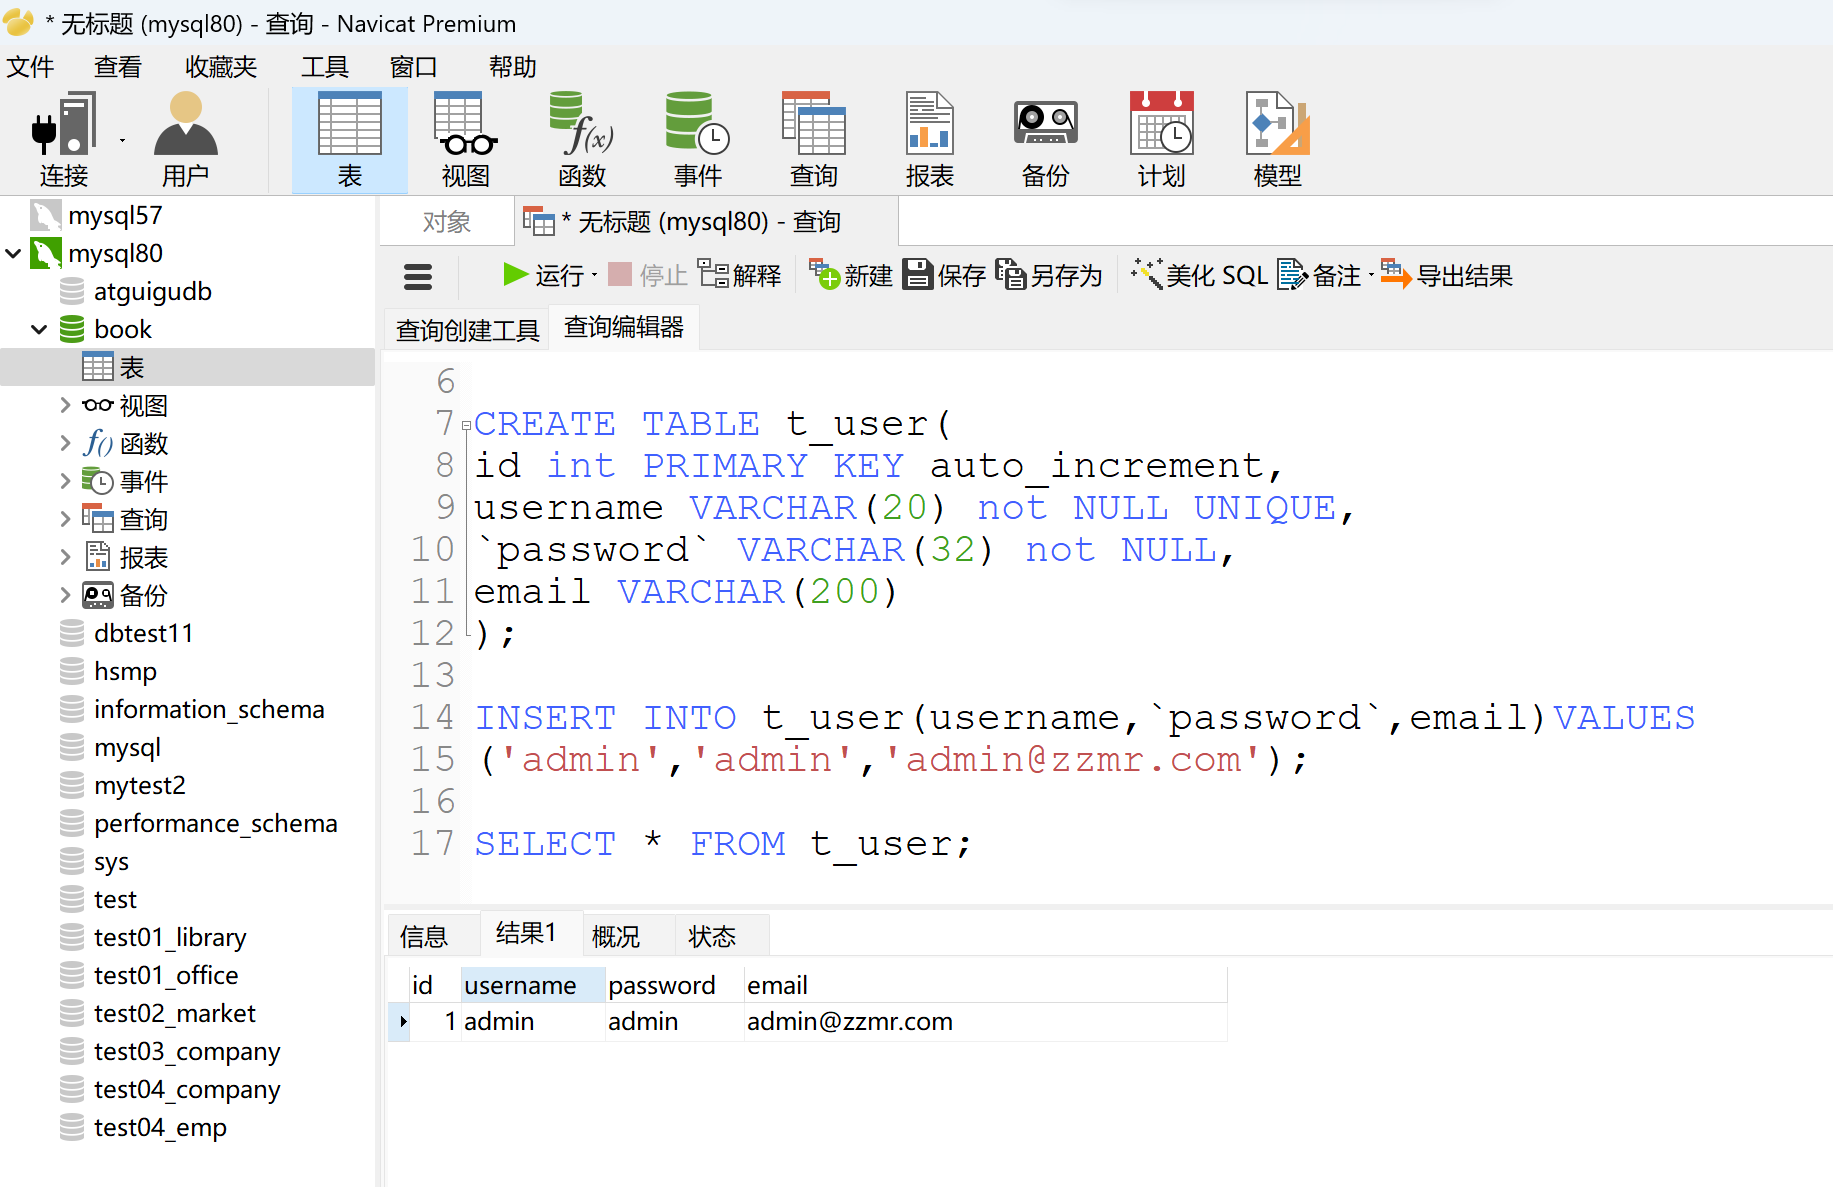 * 无标题 (mysql80) - 查询 - Navicat Premium
文件 查看 收藏夹 工具 窗口 帮助
连接 用户 表 视图 f(x) 函数 事件 查询 报表 备份 计划 模型
mysql57
mysql80
atguigudb
book
表
视图
f() 函数
事件
查询
报表
备份
dbtest11
hsmp
information_schema
mysql
mytest2
performance_schema
sys
test
test01_library
test01_office
test02_market
test03_company
test04_company
test04_emp
对象 * 无标题 (mysql80) - 查询
运行 停止 解释 新建 保存 另存为 美化 SQL 备注 导出结果
查询创建工具 查询编辑器
6
7 CREATE TABLE t_user(
8 id int PRIMARY KEY auto_increment,
9 username VARCHAR(20) not NULL UNIQUE,
10 `password` VARCHAR(32) not NULL,
11 email VARCHAR(200)
12 );
13
14 INSERT INTO t_user(username,`password`,email)VALUES
15 ('admin','admin','admin@zzmr.com');
16
17 SELECT * FROM t_user;
信息 结果1 概况 状态
id username password email
1 admin admin admin@zzmr.com